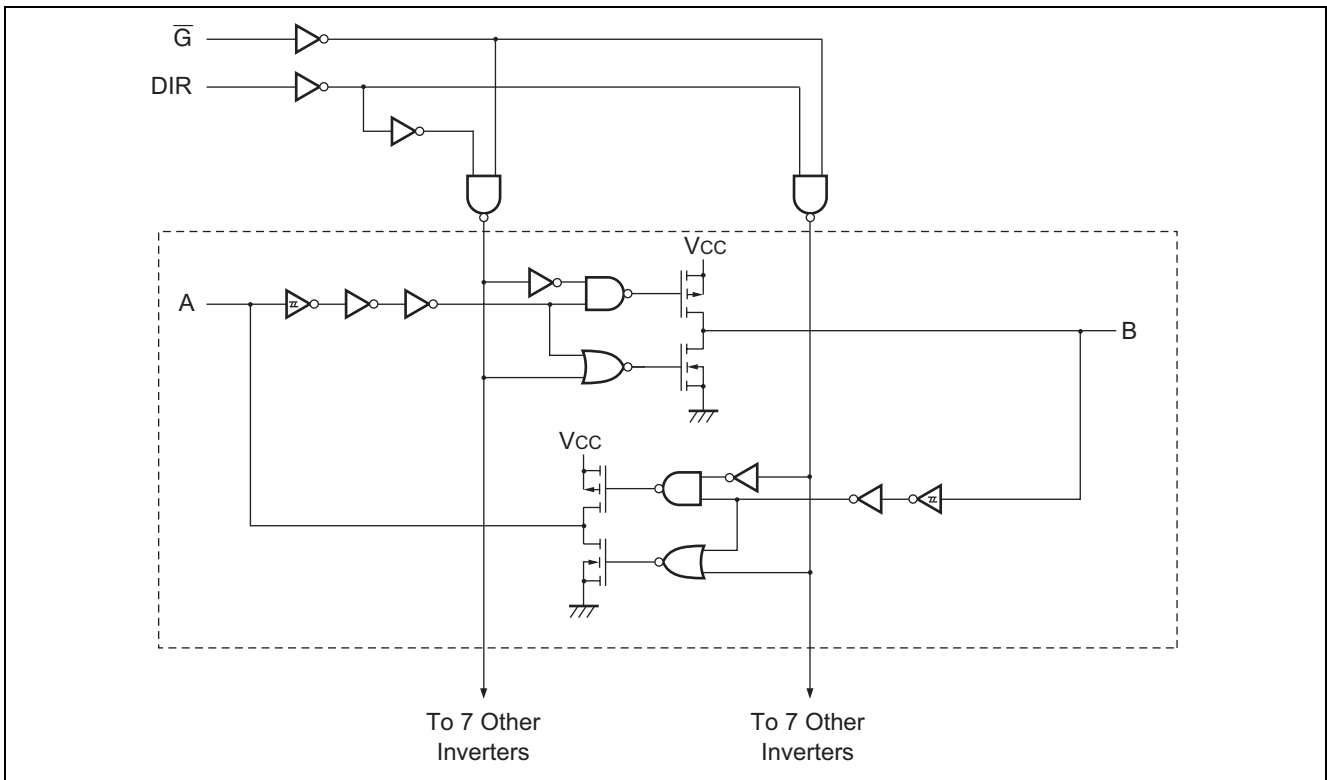 G̅
DIR
VCC
A
B
VCC
To 7 Other
Inverters
To 7 Other
Inverters